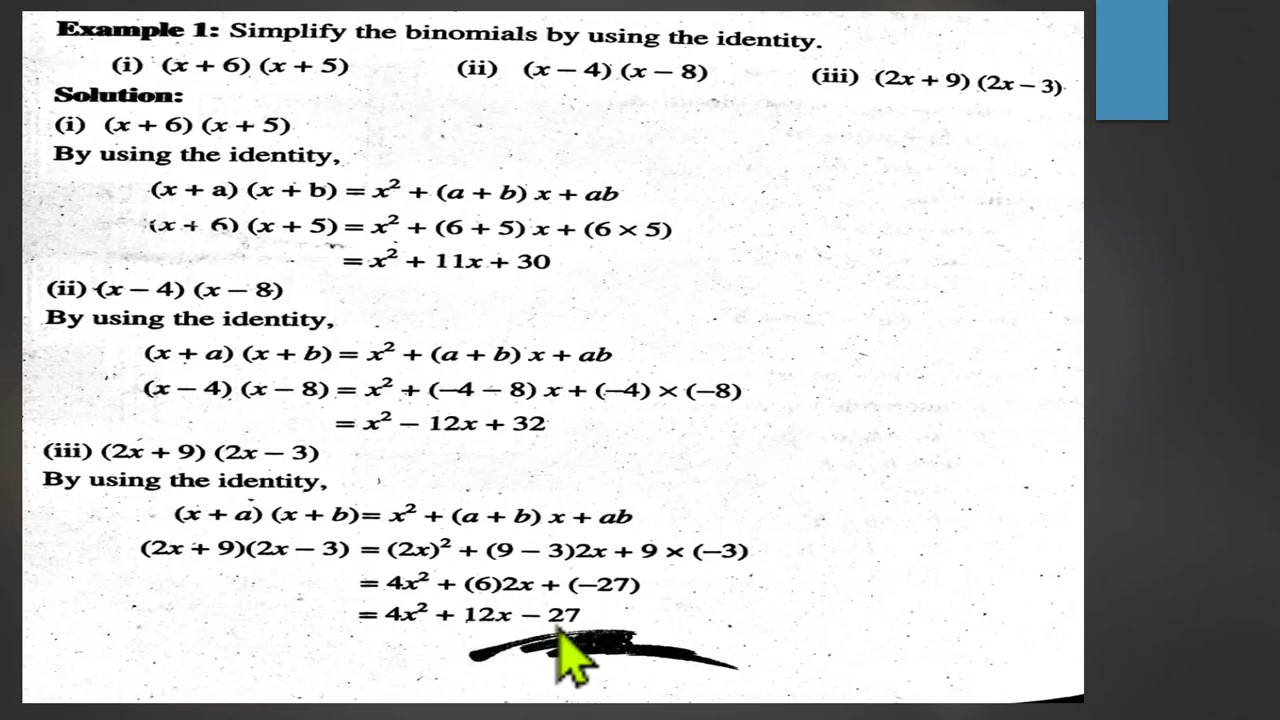 Example 1: Simplify the binomials by using the identity.
(i) (x + 6) (x + 5) (ii) (x – 4) (x – 8) (iii) (2x + 9) (2x – 3)
Solution:
(i) (x + 6) (x + 5)
By using the identity,
(x + a) (x + b) = x² + (a + b) x + ab
(x + 6) (x + 5) = x² + (6 + 5) x + (6 × 5)
= x² + 11x + 30
(ii) (x – 4) (x – 8)
By using the identity,
(x + a) (x + b) = x² + (a + b) x + ab
(x – 4) (x – 8) = x² + (–4 – 8) x + (–4) × (–8)
= x² – 12x + 32
(iii) (2x + 9) (2x – 3)
By using the identity,
(x + a) (x + b)= x² + (a + b) x + ab
(2x + 9)(2x – 3) = (2x)² + (9 – 3)2x + 9 × (–3)
= 4x² + (6)2x + (–27)
= 4x² + 12x – 27